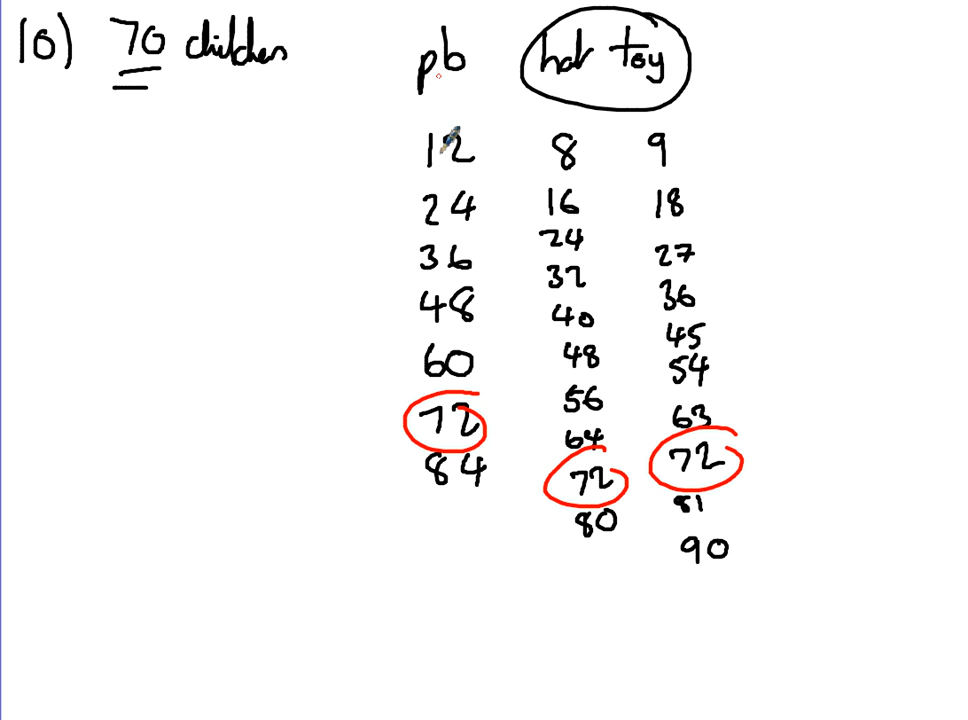 10) 70 children pb hat toy
12 8 9
24 16 18
36 24 27
48 32 36
60 40 45
72 48 54
84 56 63
64 72
72 81
80 90